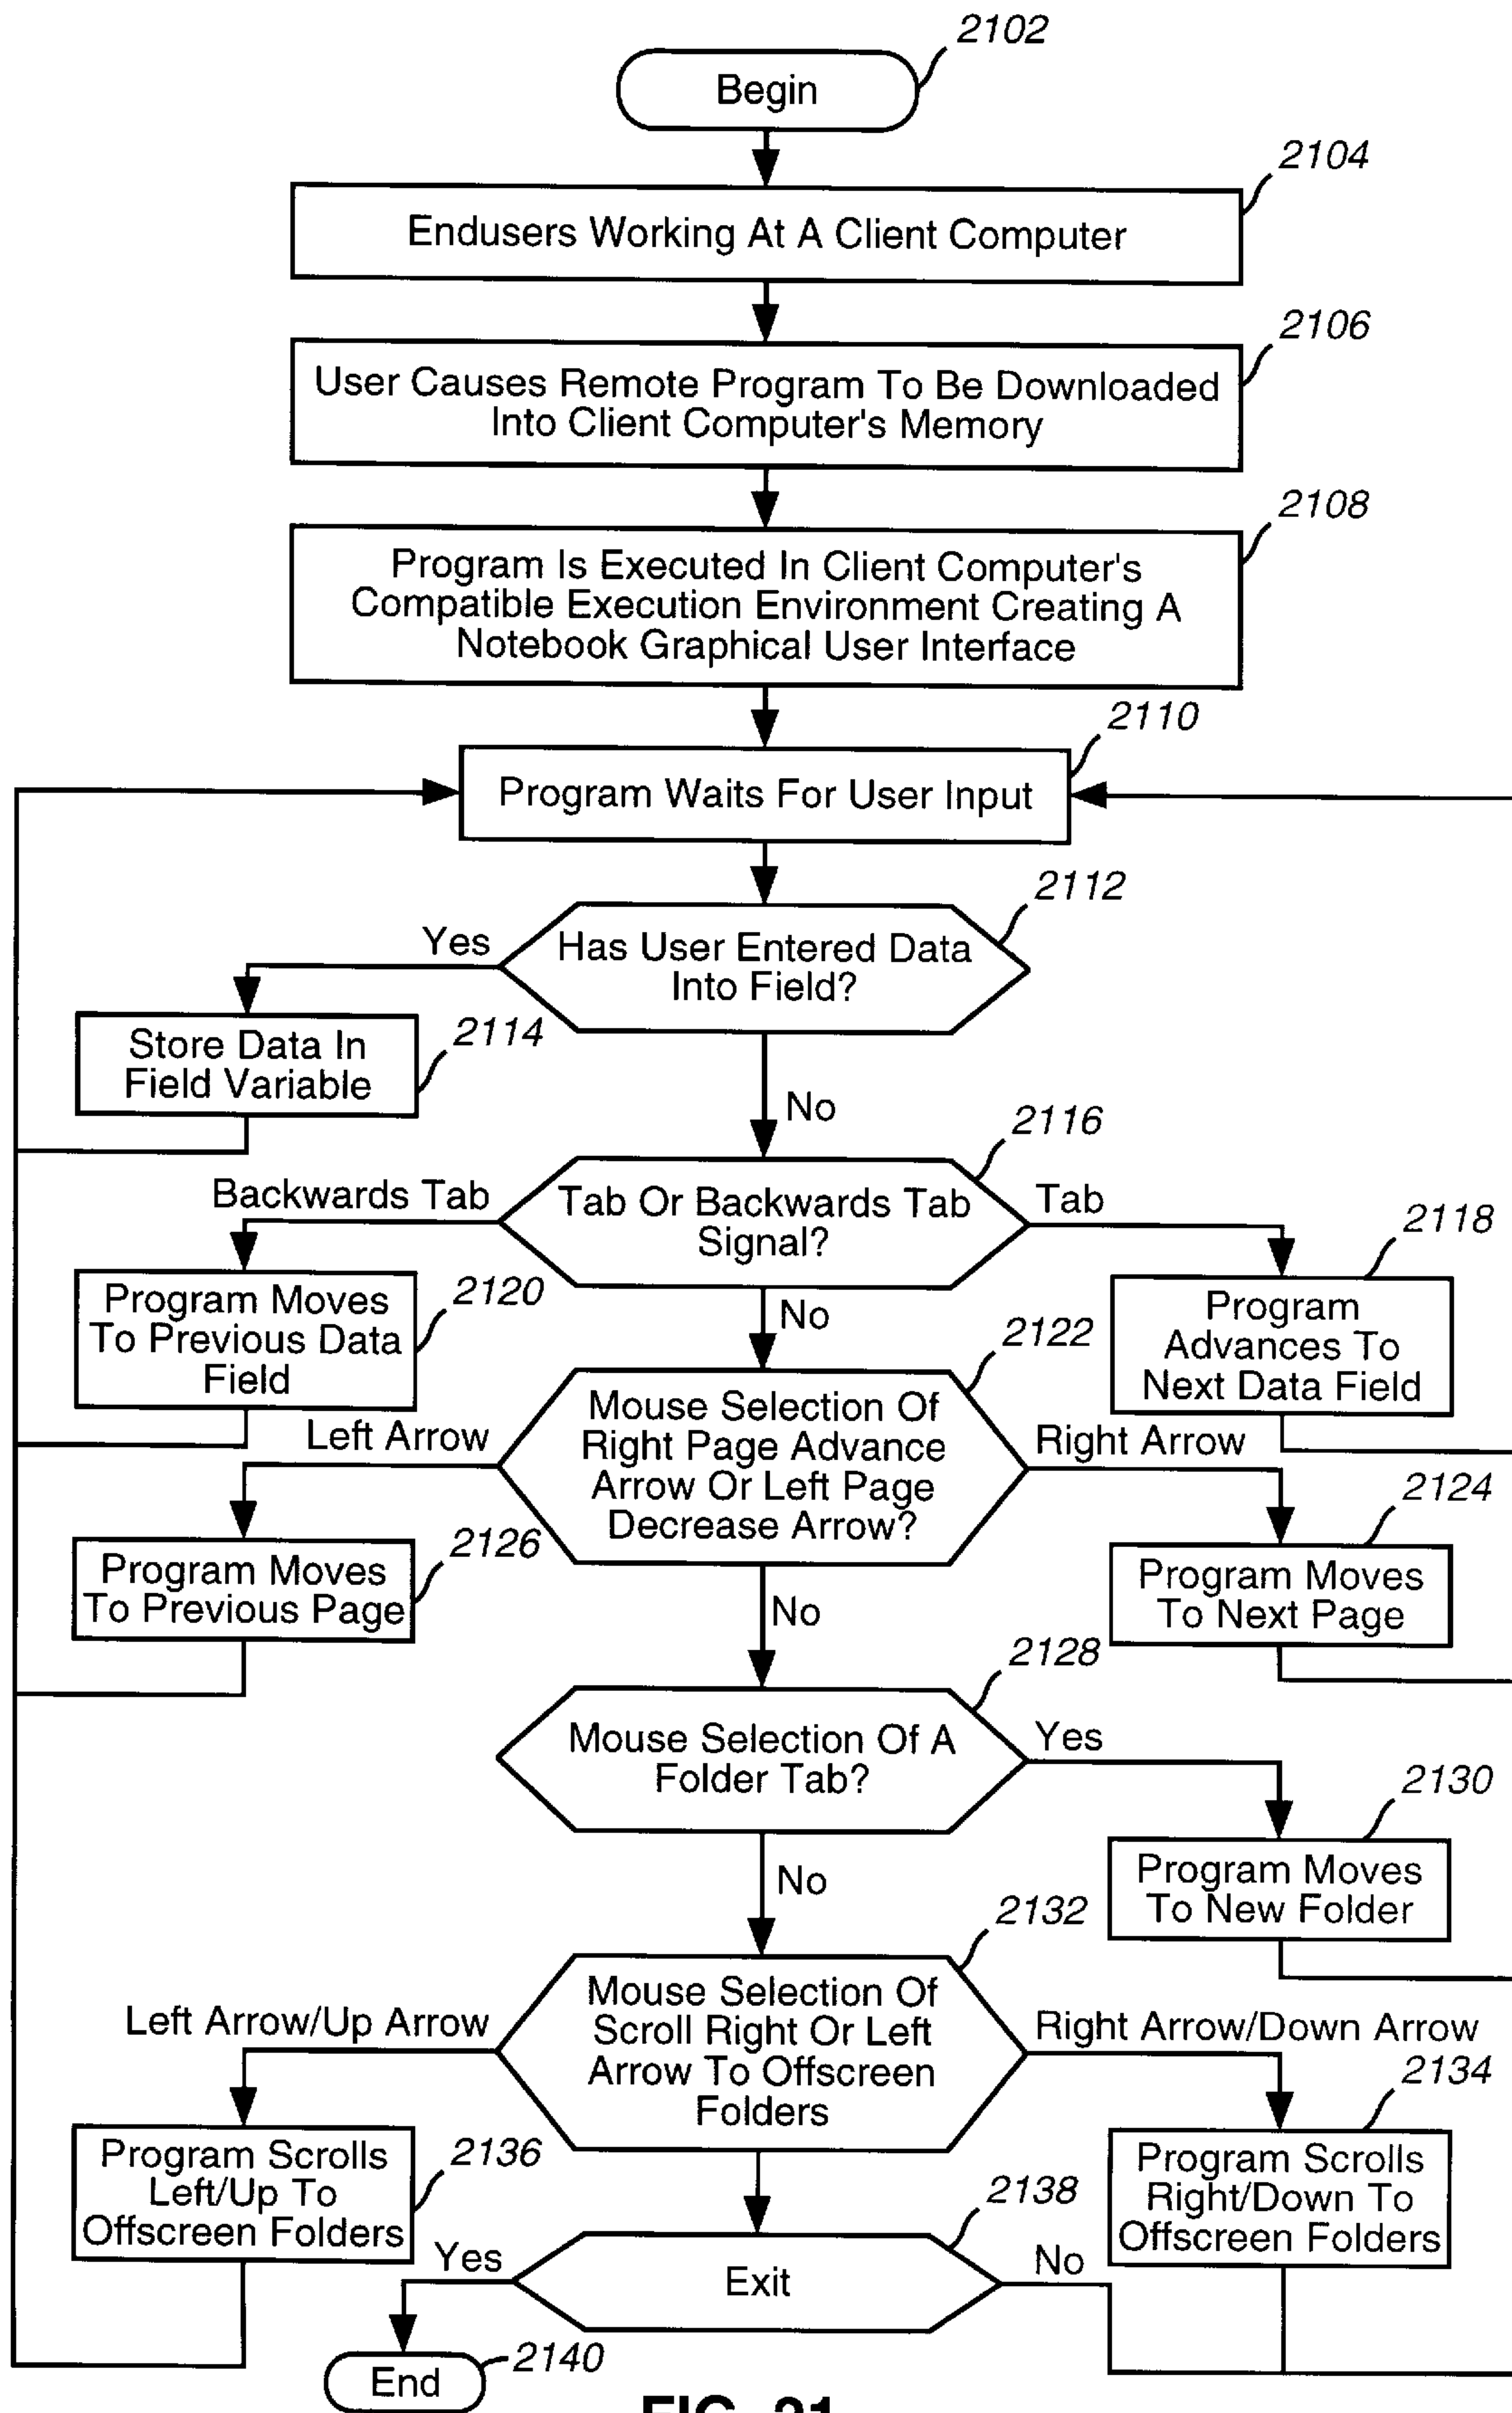 2102
Begin
2104
Endusers Working At A Client Computer
2106
User Causes Remote Program To Be Downloaded
Into Client Computer's Memory
2108
Program Is Executed In Client Computer's
Compatible Execution Environment Creating A
Notebook Graphical User Interface
2110
Program Waits For User Input
2112
Has User Entered Data
Into Field?
Yes
2114
Store Data In
Field Variable
No
2116
Tab Or Backwards Tab
Signal?
Backwards Tab
Tab
2118
Program
Advances To
Next Data Field
2120
Program Moves
To Previous Data
Field
No
2122
Mouse Selection Of
Right Page Advance
Arrow Or Left Page
Decrease Arrow?
Left Arrow
Right Arrow
2124
Program Moves
To Next Page
2126
Program Moves
To Previous Page
No
2128
Mouse Selection Of A
Folder Tab?
Yes
2130
Program Moves
To New Folder
No
2132
Mouse Selection Of
Scroll Right Or Left
Arrow To Offscreen
Folders
Left Arrow/Up Arrow
Right Arrow/Down Arrow
2134
Program Scrolls
Right/Down To
Offscreen Folders
2136
Program Scrolls
Left/Up To
Offscreen Folders
2138
Exit
Yes
No
2140
End
FIG. 21